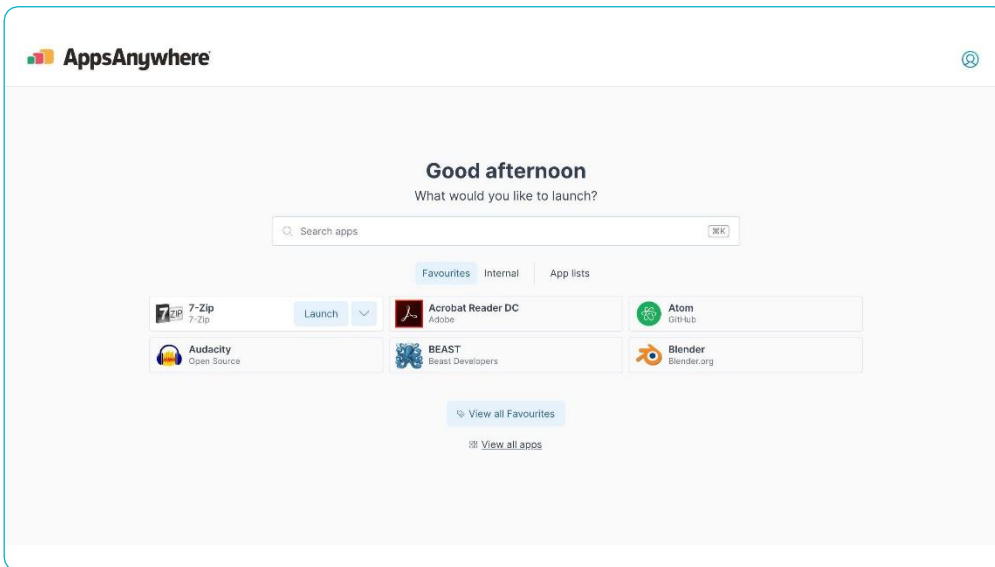 AppsAnywhere
Good afternoon
What would you like to launch?
Search apps ⌘K
Favourites Internal App lists
7-Zip
7-Zip
Launch
Acrobat Reader DC
Adobe
Atom
GitHub
Audacity
Open Source
BEAST
Beast Developers
Blender
Blender.org
View all Favourites
View all apps